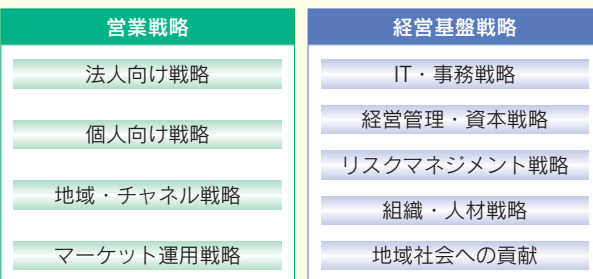 営業戦略
法人向け戦略
個人向け戦略
地域・チャネル戦略
マーケット運用戦略
経営基盤戦略
IT・事務戦略
経営管理・資本戦略
リスクマネジメント戦略
組織・人材戦略
地域社会への貢献